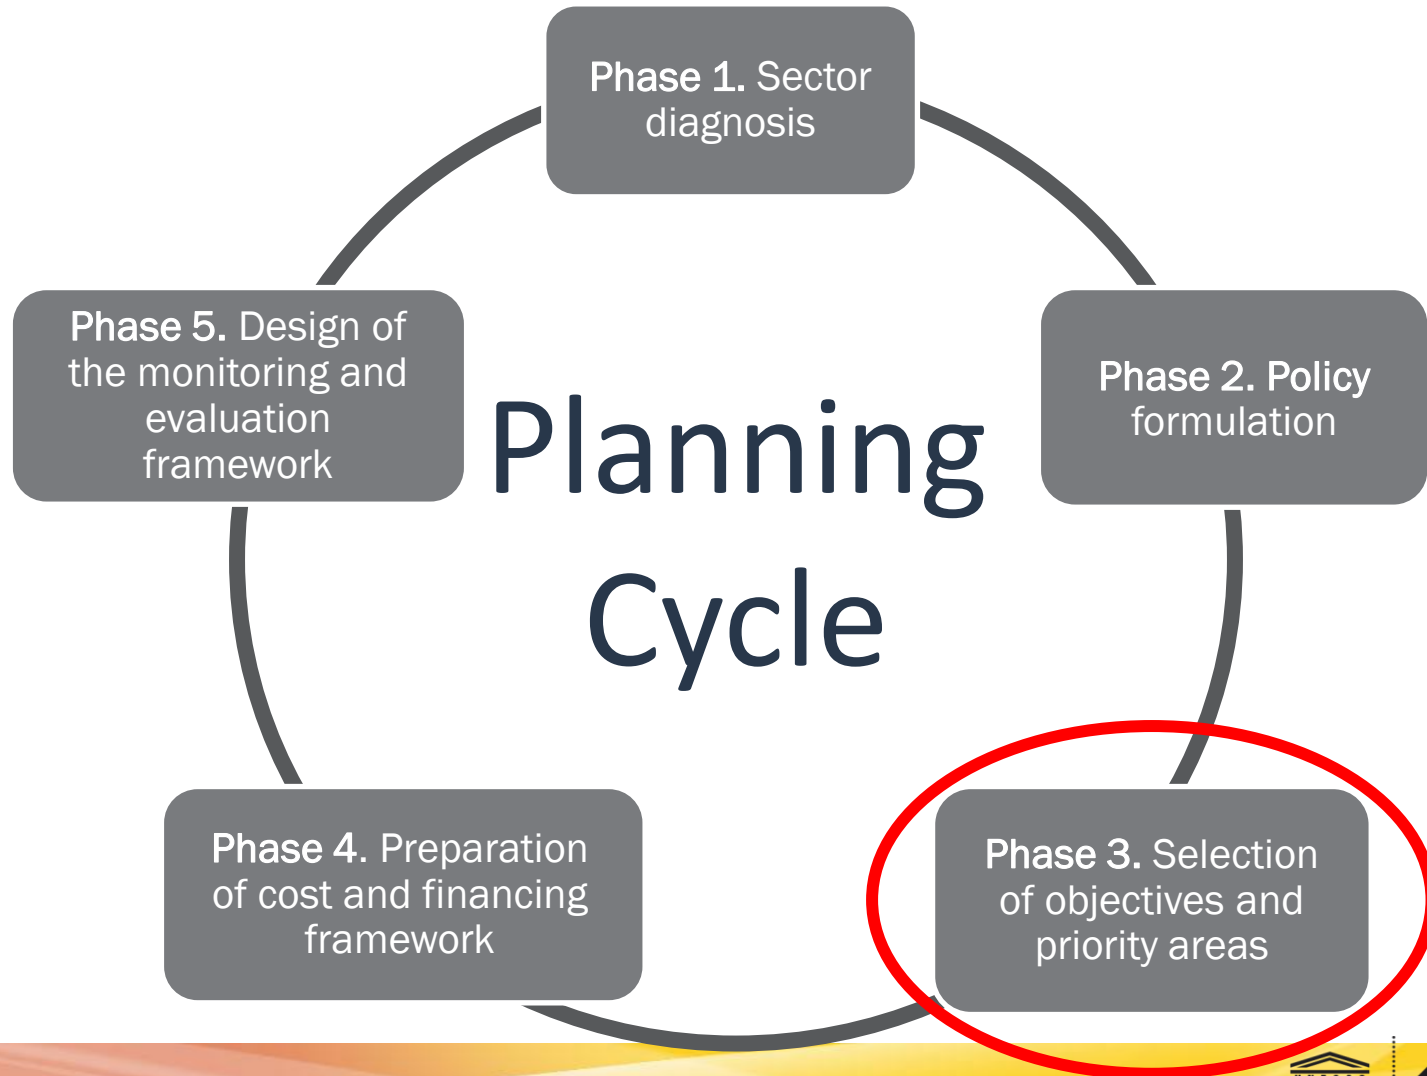 Phase 1. Sector
diagnosis
Phase 5. Design of
the monitoring and
evaluation
framework
Phase 2. Policy
formulation
Planning
Cycle
Phase 4. Preparation
of cost and financing
framework
Phase 3. Selection
of objectives and
priority areas